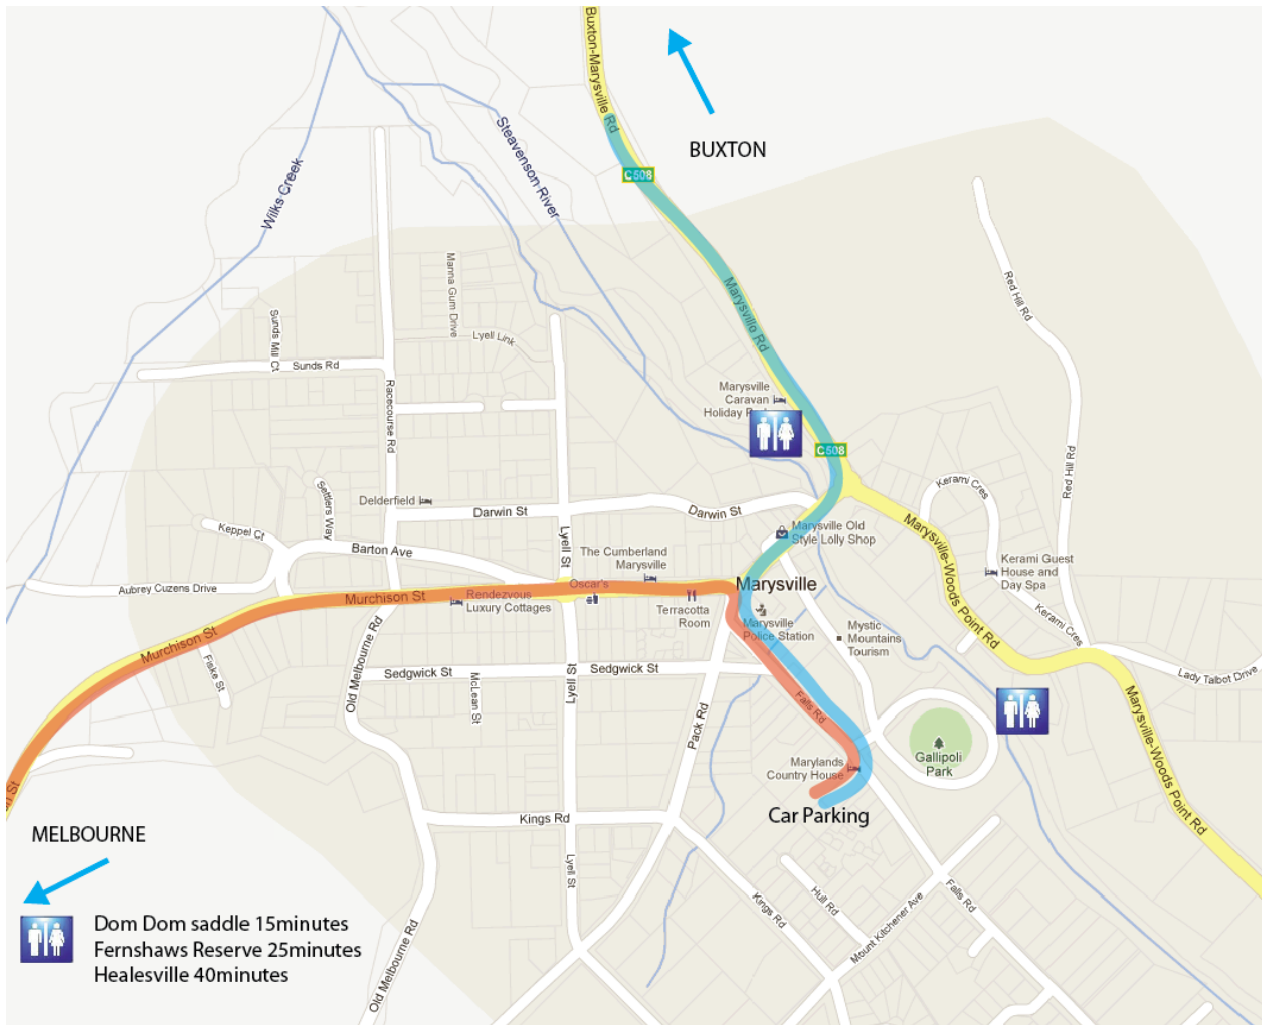 Buxton-Marysville Rd
BUXTON
C508
Steavenson River
Wilks Creek
Manna Gum Drive
Red Hill Rd
Sunds Mill Ct
Lyell Link
Marysville Rd
Sunds Rd
Racecourse Rd
Marysville
Caravan
Holiday
C508
Red Hill Rd
Kerami Cres
Settlers Way
Delderfield
Darwin St
Darwin St
Marysville-Woods Point Rd
Keppel Ct
Marysville Old
Style Lolly Shop
Lyell St
Barton Ave
The Cumberland
Marysville
Kerami Guest
House and
Day Spa
Aubrey Cuzens Drive
Oscar's
Marysville
Murchison St
Rendezvous
Luxury Cottages
Terracotta
Room
Kerami Cres
Marysville
Police Station
Mystic
Mountains
Tourism
Murchison St
Old Melbourne Rd
Fiske St
Sedgwick St
Sedgwick St
Lady Talbot Drive
McLean St
Lyell St
Falls Rd
Pack Rd
Marysville-Woods Point Rd
Gallipoli
Park
Marylands
Country House
on St
Car Parking
Kings Rd
MELBOURNE
Lyell St
Hull Rd
Falls Rd
Kings Rd
Mount Kitchener Ave
Old Melbourne Rd
Dom Dom saddle 15minutes
Fernshaws Reserve 25minutes
Healesville 40minutes